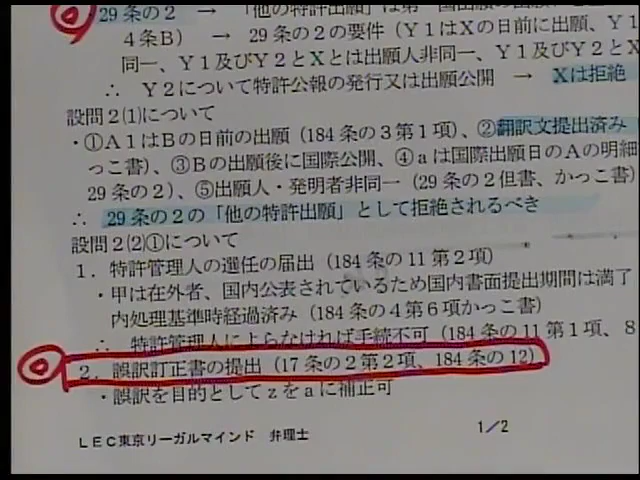 29条の2 → 「他の特許出願」は第一国出願の出願
4条B） → 29条の2の要件（Y1はXの日前に出願、Y1
同一、Y1及びY2とXとは出願人非同一、Y1及びY2とX
∴ Y2について特許公報の発行又は出願公開 → Xは拒絶
設問2(1)について
・①A1はBの日前の出願（184条の3第1項）、②翻訳文提出済み
っこ書）、③Bの出願後に国際公開、④aは国際出願日のAの明細
29条の2）、⑤出願人・発明者非同一（29条の2但書、かっこ書）
∴ 29条の2の「他の特許出願」として拒絶されるべき
設問2(2)①について
1．特許管理人の選任の届出（184条の11第2項）
・甲は在外者、国内公表されているため国内書面提出期間は満了
内処理基準時経過済み（184条の4第6項かっこ書）
∴ 特許管理人によらなければ手続不可（184条の11第1項、8
2．誤訳訂正書の提出（17条の2第2項、184条の12）
・誤訳を目的としてzをaに補正可
LEC東京リーガルマインド 弁理士
1／2